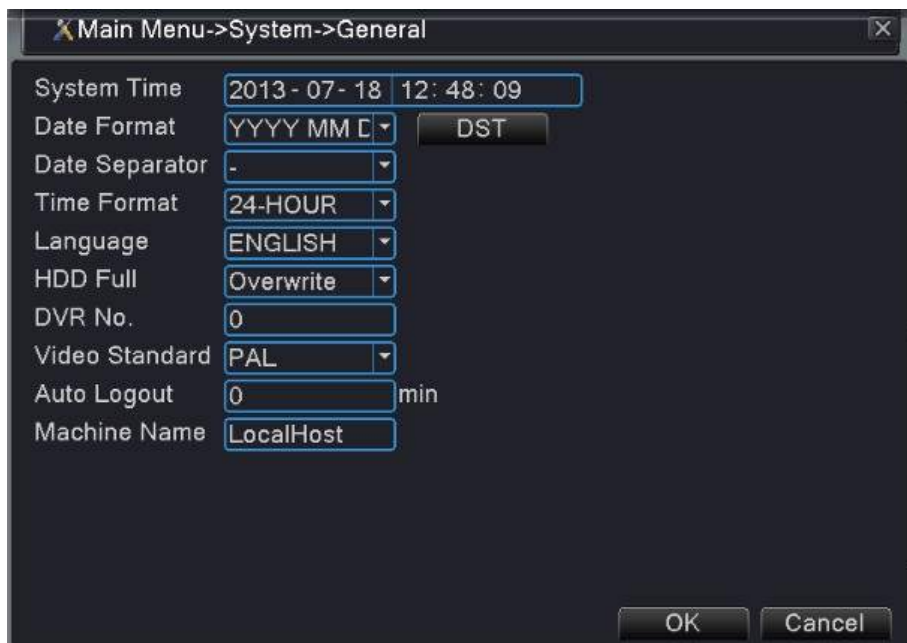 Main Menu->System->General
System Time 2013-07-18 12:48:09
Date Format YYYY MM D DST
Date Separator -
Time Format 24-HOUR
Language ENGLISH
HDD Full Overwrite
DVR No. 0
Video Standard PAL
Auto Logout 0 min
Machine Name LocalHost
OK Cancel